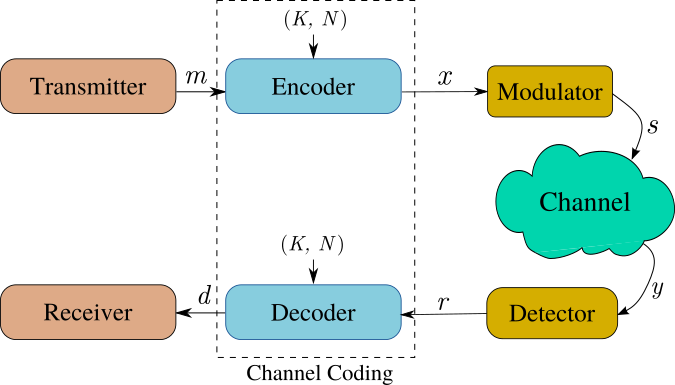 (K, N)
Transmitter
m
Encoder
x
Modulator
s
Channel
(K, N)
y
Receiver
d
Decoder
r
Detector
Channel Coding